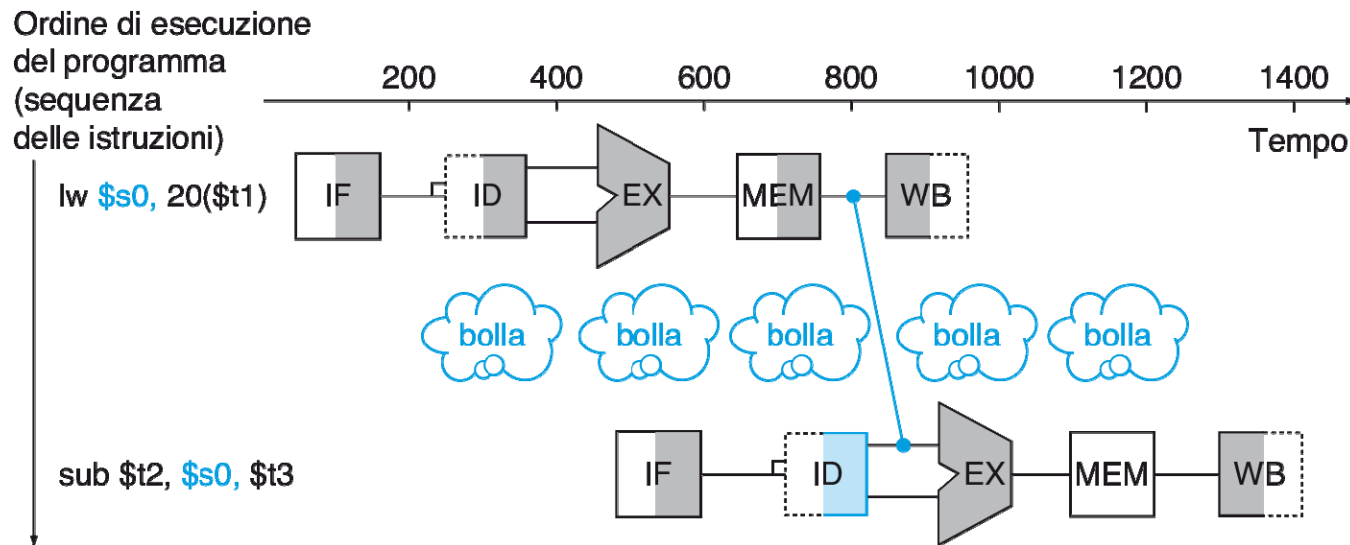 Ordine di esecuzione
del programma
(sequenza
delle istruzioni)
200 400 600 800 1000 1200 1400
Tempo
lw $s0, 20($t1)
IF ID EX MEM WB
bolla bolla bolla bolla bolla
sub $t2, $s0, $t3
IF ID EX MEM WB